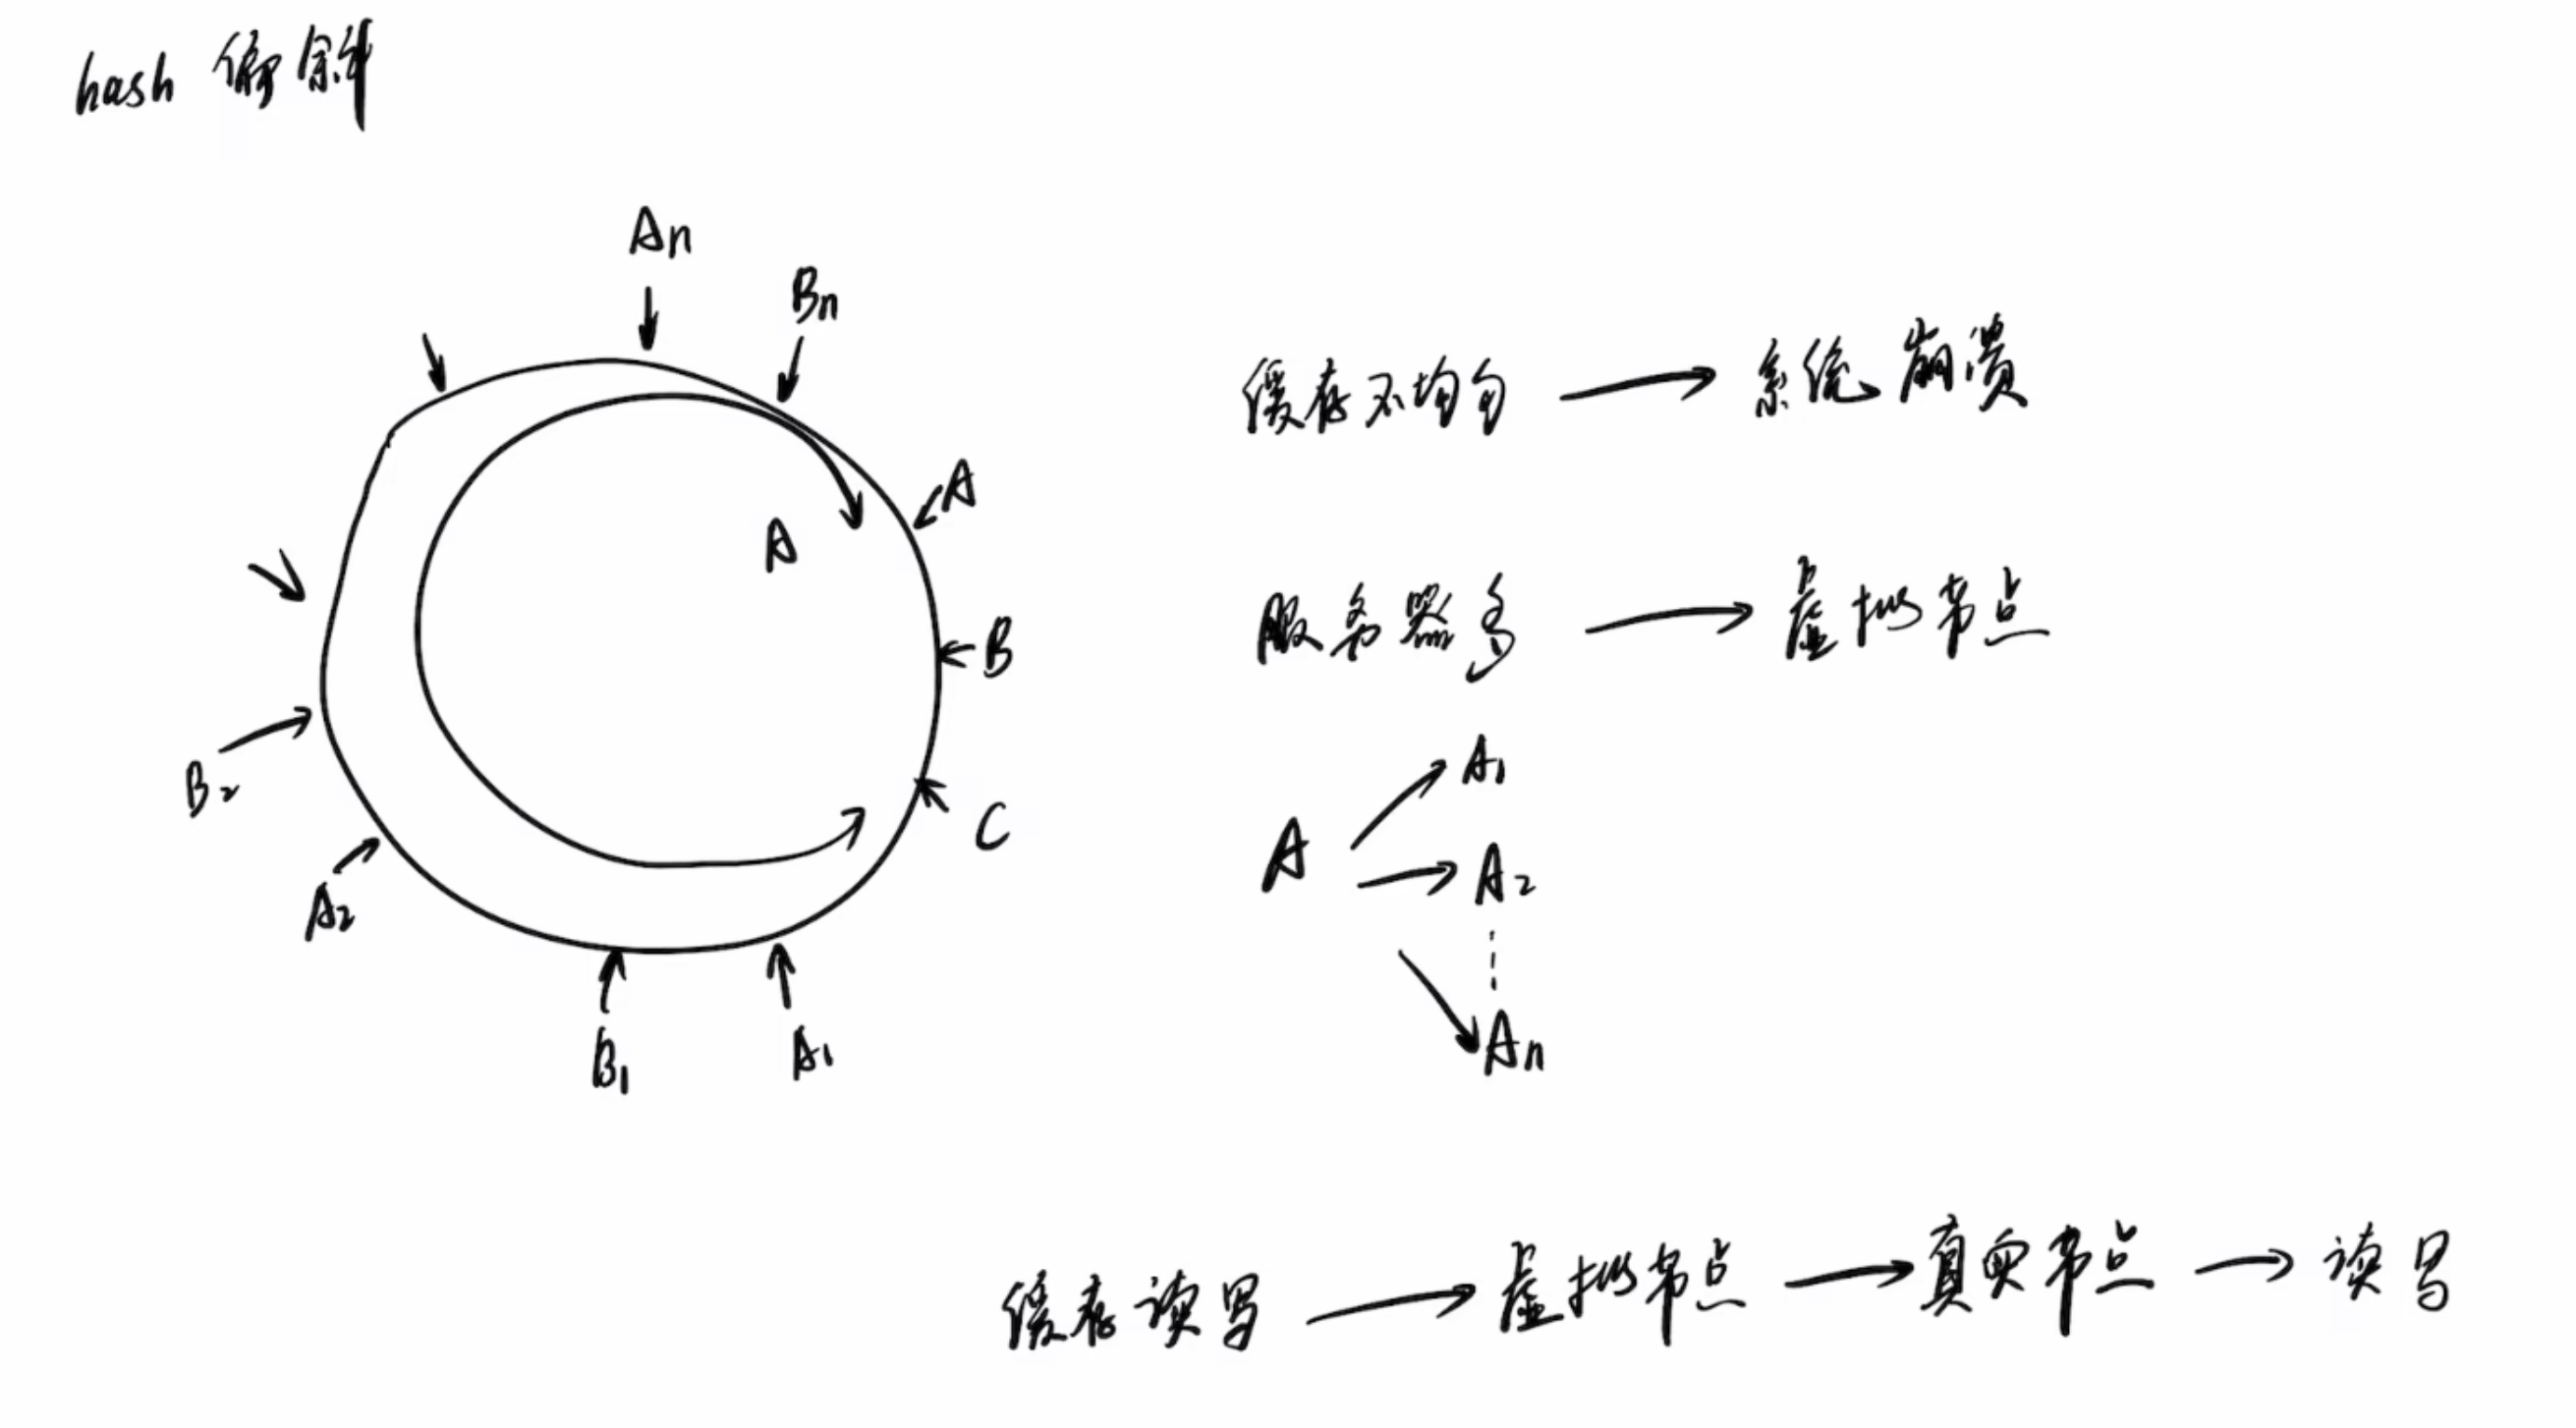 hash 偏斜
An
Bn
A
A
B
C
B2
A2
B1
A1
缓存不均匀 → 系统崩溃
服务器多 → 虚拟节点
A1
A → A2
An
缓存读写 → 虚拟节点 → 真实节点 → 读写